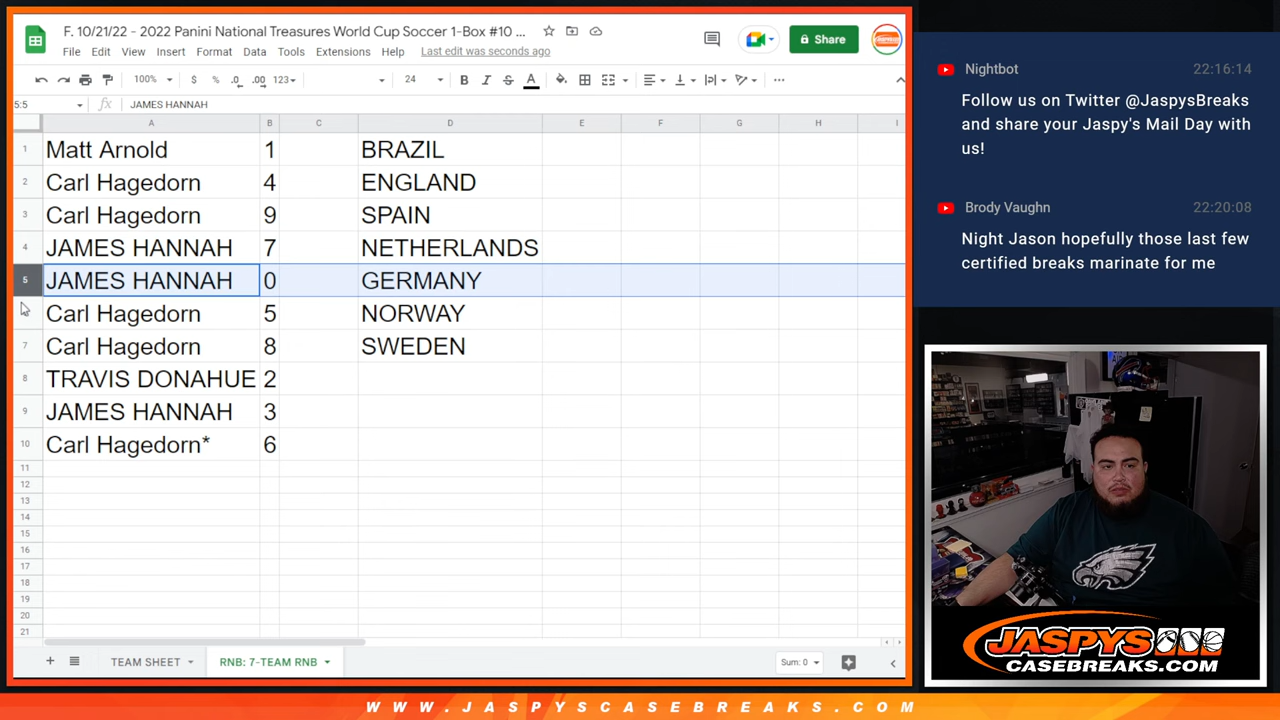 F. 10/21/22 - 2022 Panini National Treasures World Cup Soccer 1-Box #10 ...
File Edit View Insert Format Data Tools Extensions Help Last edit was seconds ago
Share
100% $ % .0 .00 123 24 B I S A
5:5 fx JAMES HANNAH
A B C D E F G H I
1 Matt Arnold 1 BRAZIL
2 Carl Hagedorn 4 ENGLAND
3 Carl Hagedorn 9 SPAIN
4 JAMES HANNAH 7 NETHERLANDS
5 JAMES HANNAH 0 GERMANY
Carl Hagedorn 5 NORWAY
7 Carl Hagedorn 8 SWEDEN
8 TRAVIS DONAHUE 2
9 JAMES HANNAH 3
10 Carl Hagedorn* 6
11
12
13
14
15
16
17
18
19
20
21
TEAM SHEET RNB: 7-TEAM RNB Sum: 0
Nightbot 22:16:14
Follow us on Twitter @JaspysBreaks
and share your Jaspy's Mail Day with
us!
Brody Vaughn 22:20:08
Night Jason hopefully those last few
certified breaks marinate for me
JASPYS
CASEBREAKS.COM
WWW.JASPYSCASEBREAKS.COM